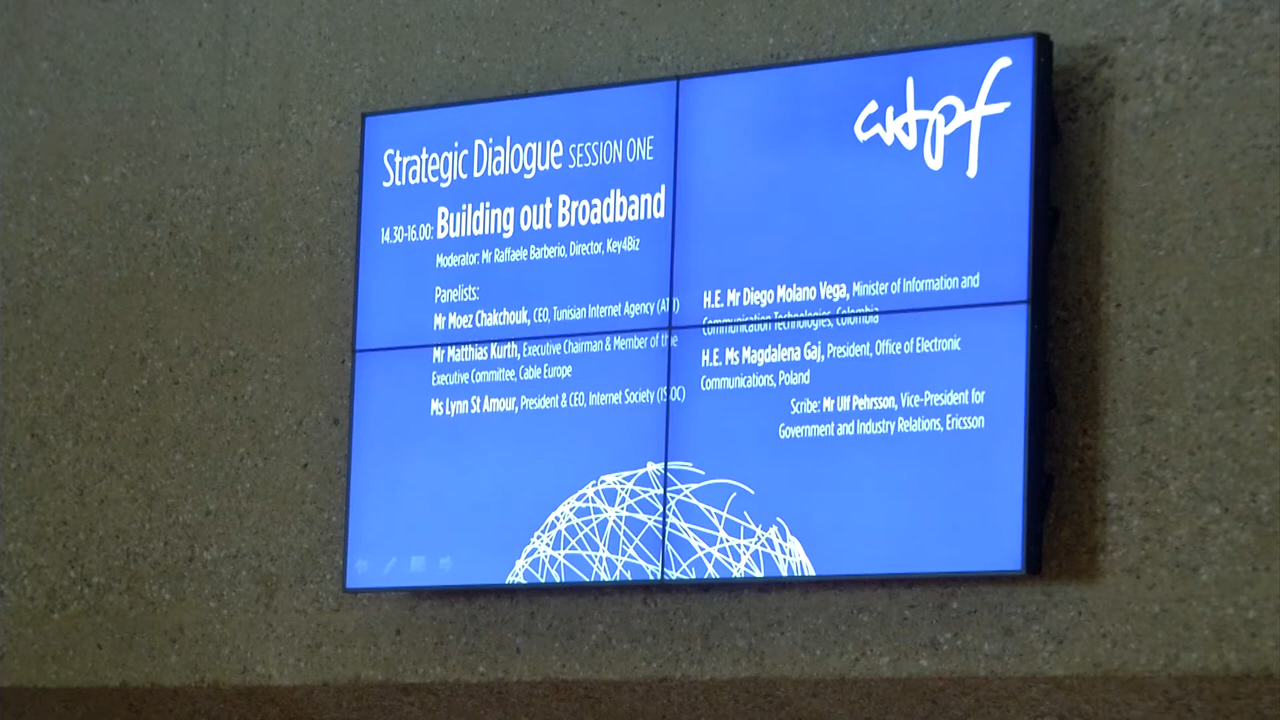 wtpf
Strategic Dialogue SESSION ONE
14.30-16.00: Building out Broadband
Moderator: Mr Raffaele Barberio, Director, Key4Biz
Panelists:
Mr Moez Chakchouk, CEO, Tunisian Internet Agency (ATI)
Mr Matthias Kurth, Executive Chairman & Member of the
Executive Committee, Cable Europe
Ms Lynn St Amour, President & CEO, Internet Society (ISOC)
H.E. Mr Diego Molano Vega, Minister of Information and
Communication Technologies, Colombia
H.E. Ms Magdalena Gaj, President, Office of Electronic
Communications, Poland
Scribe: Mr Ulf Pehrsson, Vice-President for
Government and Industry Relations, Ericsson